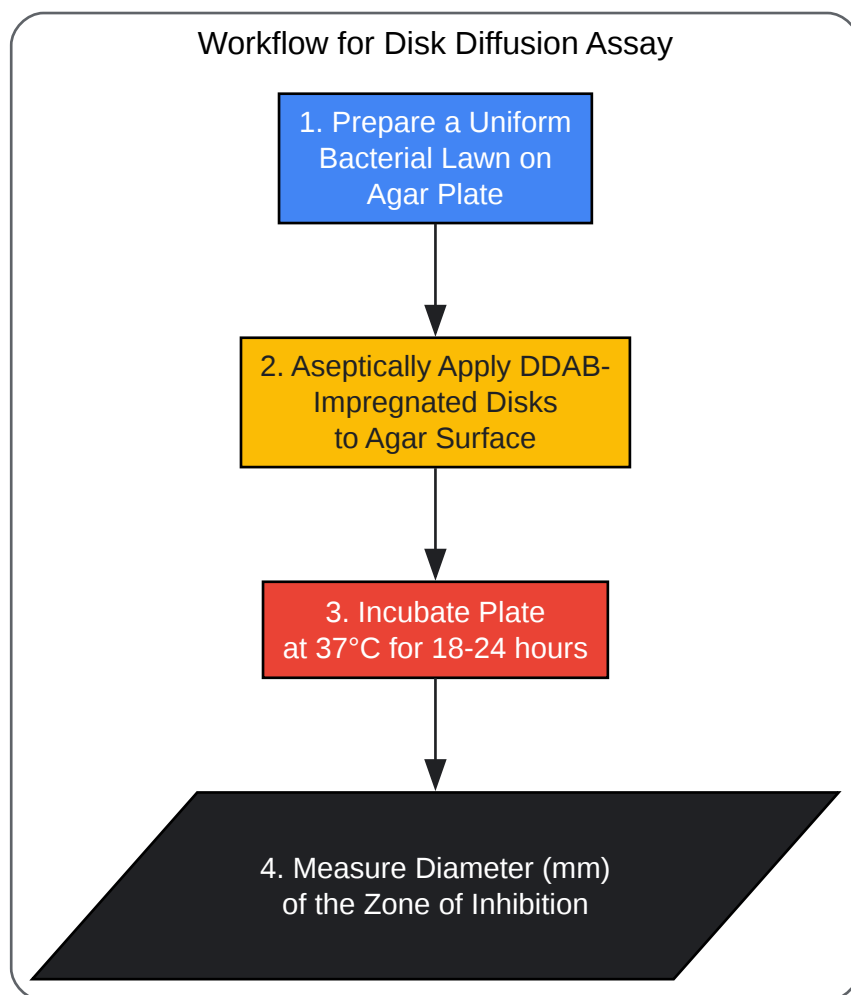 Workflow for Disk Diffusion Assay
1. Prepare a Uniform
Bacterial Lawn on
Agar Plate
2. Aseptically Apply DDAB-
Impregnated Disks
to Agar Surface
3. Incubate Plate
at 37°C for 18-24 hours
4. Measure Diameter (mm)
of the Zone of Inhibition